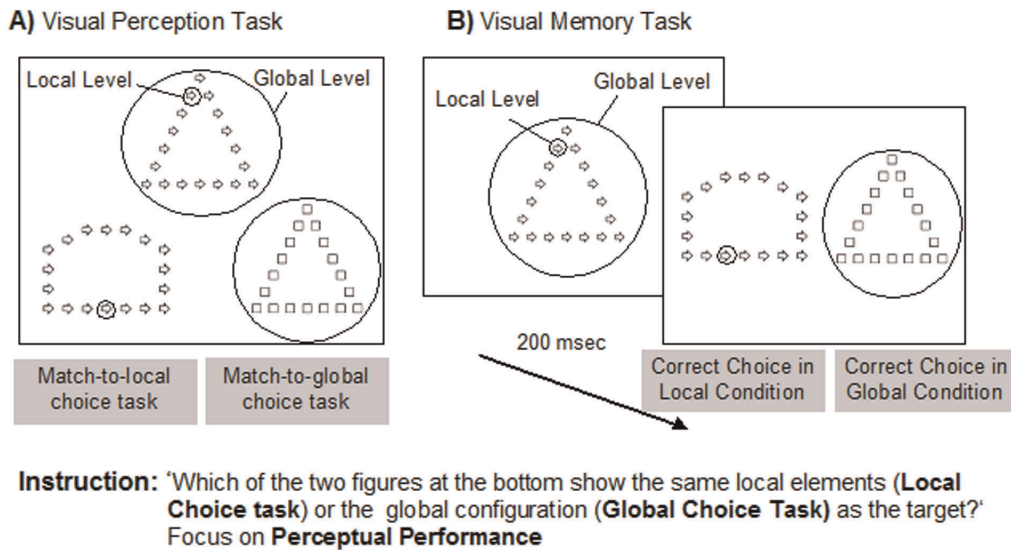 A) Visual Perception Task
Local Level
Global Level
Match-to-local
choice task
Match-to-global
choice task
B) Visual Memory Task
Local Level
Global Level
200 msec
Correct Choice in
Local Condition
Correct Choice in
Global Condition
Instruction: ‘Which of the two figures at the bottom show the same local elements (Local
Choice task) or the global configuration (Global Choice Task) as the target?‘
Focus on Perceptual Performance